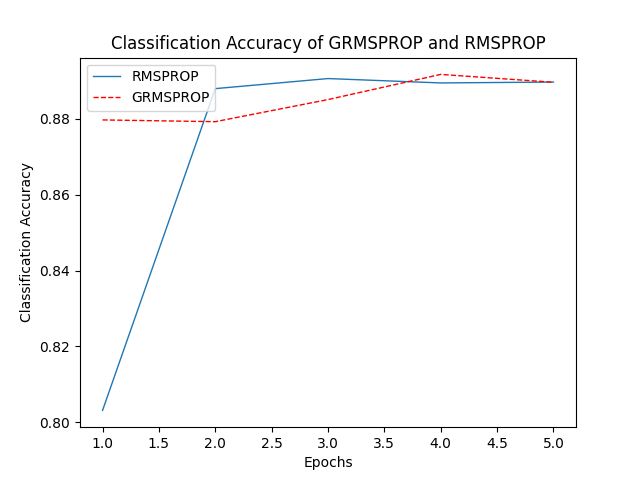 Classification Accuracy of GRMSPROP and RMSPROP
RMSPROP
GRMSPROP
0.88
0.86
0.84
0.82
0.80
Classification Accuracy
1.0 1.5 2.0 2.5 3.0 3.5 4.0 4.5 5.0
Epochs